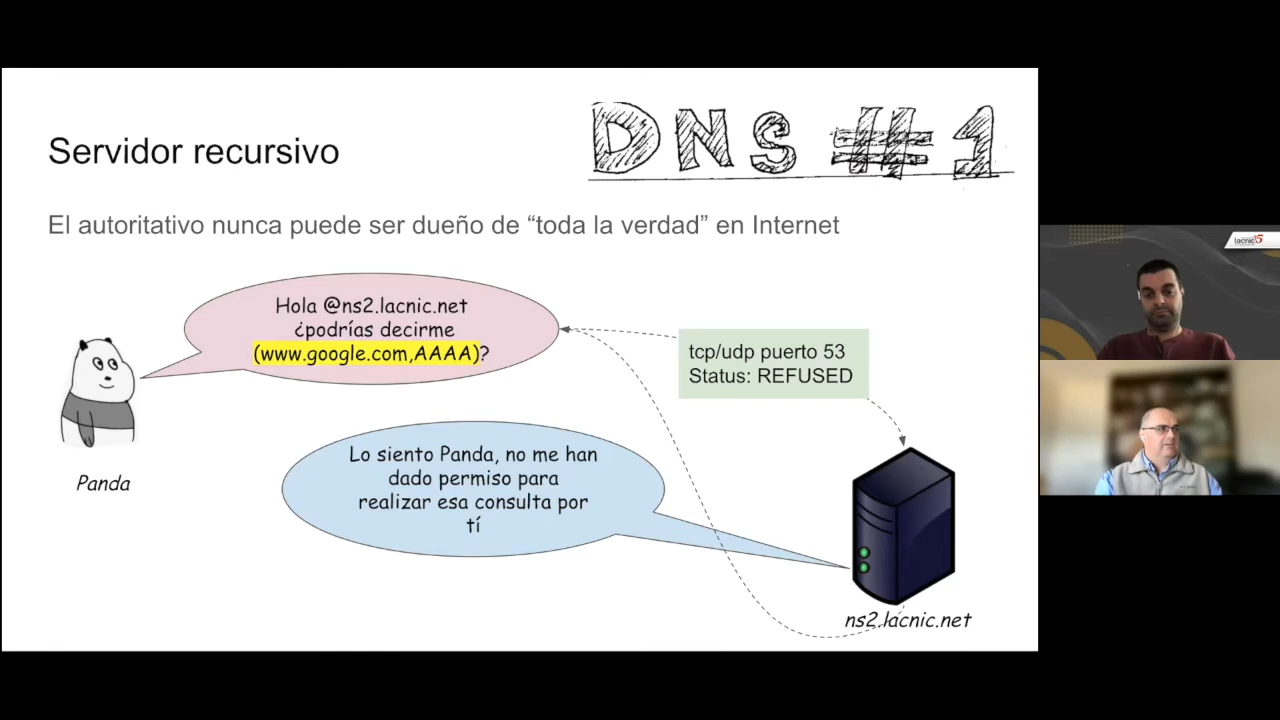 DNS #1
Servidor recursivo
El autoritativo nunca puede ser dueño de “toda la verdad” en Internet
Hola @ns2.lacnic.net
¿podrías decirme
(www.google.com,AAAA)?
tcp/udp puerto 53
Status: REFUSED
Lo siento Panda, no me han
dado permiso para
realizar esa consulta por
tí
Panda
ns2.lacnic.net
lacnic